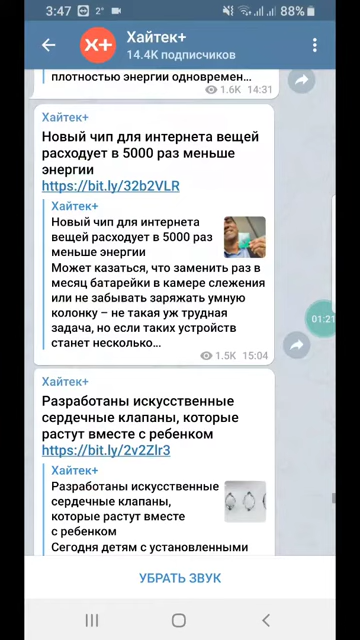 3:47 2° 88%
Хайтек+
14.4K подписчиков
плотностью энергии одновремен...
1.6K 14:31
Хайтек+
Новый чип для интернета вещей
расходует в 5000 раз меньше
энергии
https://bit.ly/32b2VLR
Хайтек+
Новый чип для интернета
вещей расходует в 5000 раз
меньше энергии
Может казаться, что заменить раз в
месяц батарейки в камере слежения
или не забывать заряжать умную
колонку – не такая уж трудная
задача, но если таких устройств
станет несколько...
1.5K 15:04
01:21
Хайтек+
Разработаны искусственные
сердечные клапаны, которые
растут вместе с ребенком
https://bit.ly/2v2Zlr3
Хайтек+
Разработаны искусственные
сердечные клапаны,
которые растут вместе
с ребенком
Сегодня детям с установленными
УБРАТЬ ЗВУК